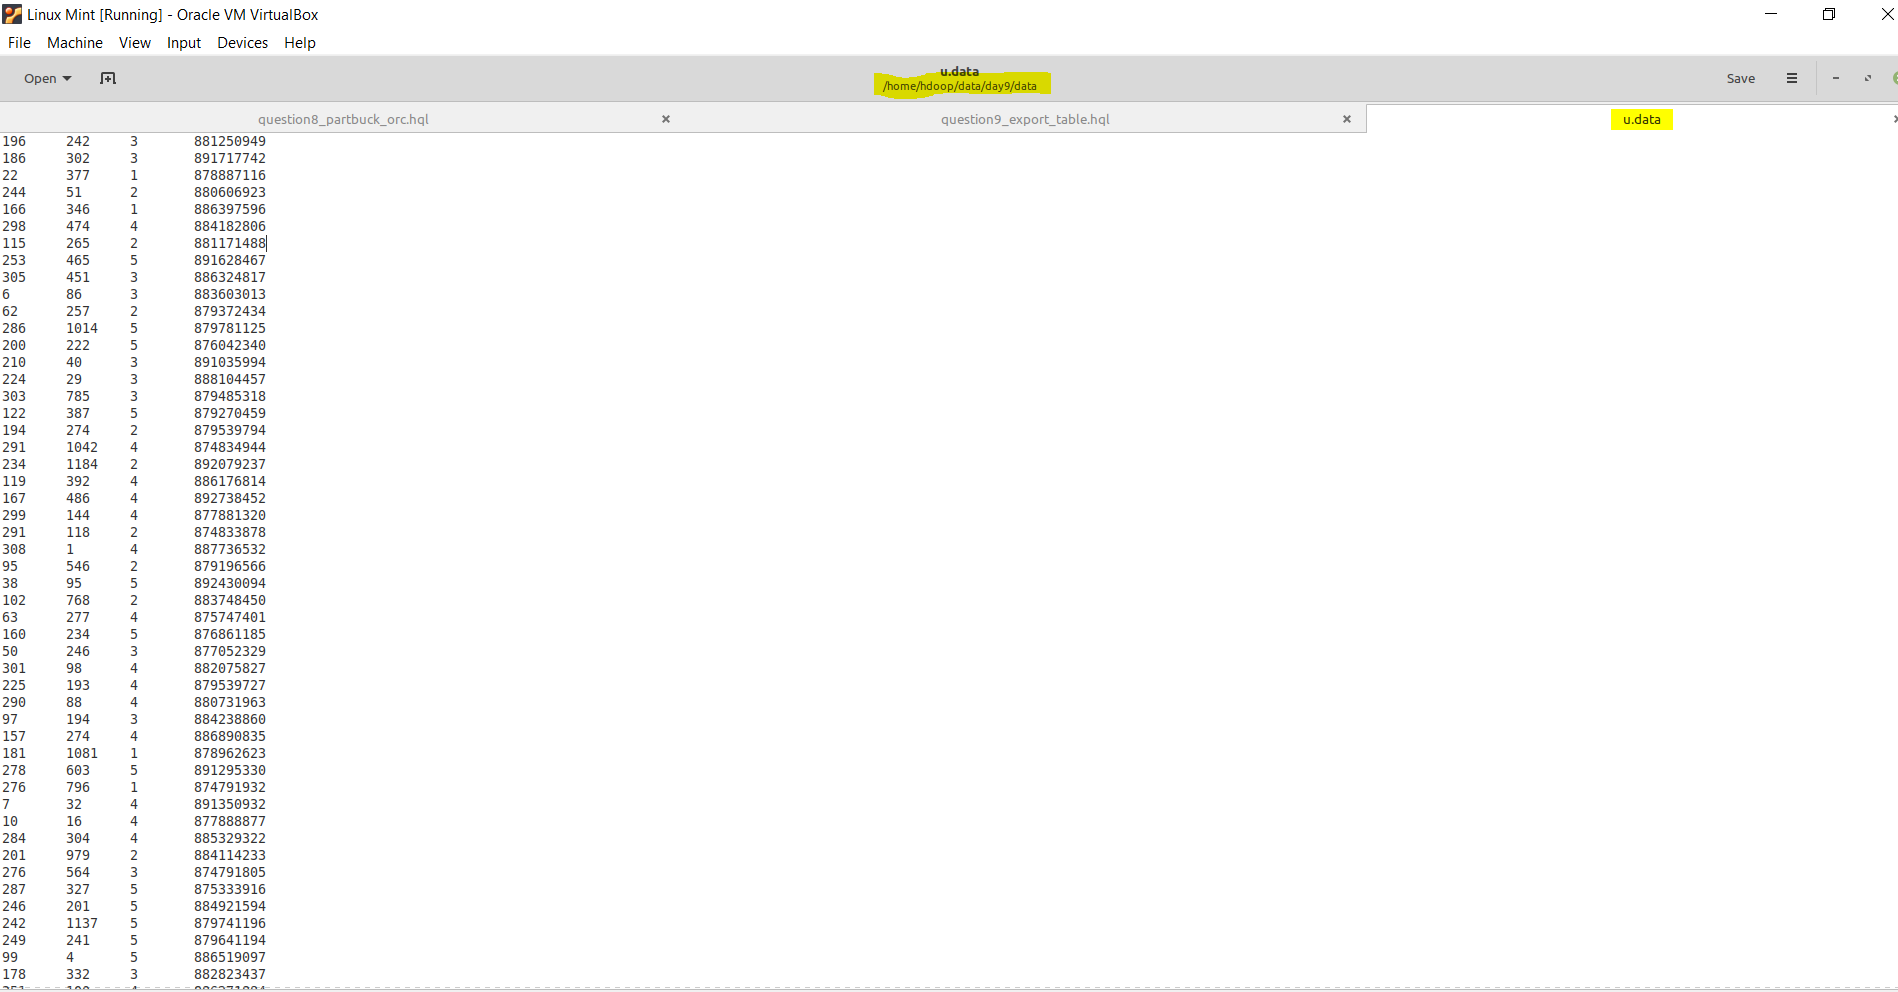 Linux Mint [Running] - Oracle VM VirtualBox
File Machine View Input Devices Help
Open u.data Save
/home/hdoop/data/day9/data
question8_partbuck_orc.hql question9_export_table.hql u.data
196 242 3 881250949
186 302 3 891717742
22 377 1 878887116
244 51 2 880606923
166 346 1 886397596
298 474 4 884182806
115 265 2 881171488
253 465 5 891628467
305 451 3 886324817
6 86 3 883603013
62 257 2 879372434
286 1014 5 879781125
200 222 5 876042340
210 40 3 891035994
224 29 3 888104457
303 785 3 879485318
122 387 5 879270459
194 274 2 879539794
291 1042 4 874834944
234 1184 2 892079237
119 392 4 886176814
167 486 4 892738452
299 144 4 877881320
291 118 2 874833878
308 1 4 887736532
95 546 2 879196566
38 95 5 892430094
102 768 2 883748450
63 277 4 875747401
160 234 5 876861185
50 246 3 877052329
301 98 4 882075827
225 193 4 879539727
290 88 4 880731963
97 194 3 884238860
157 274 4 886890835
181 1081 1 878962623
278 603 5 891295330
276 796 1 874791932
7 32 4 891350932
10 16 4 877888877
284 304 4 885329322
201 979 2 884114233
276 564 3 874791805
287 327 5 875333916
246 201 5 884921594
242 1137 5 879741196
249 241 5 879641194
99 4 5 886519097
178 332 3 882823437